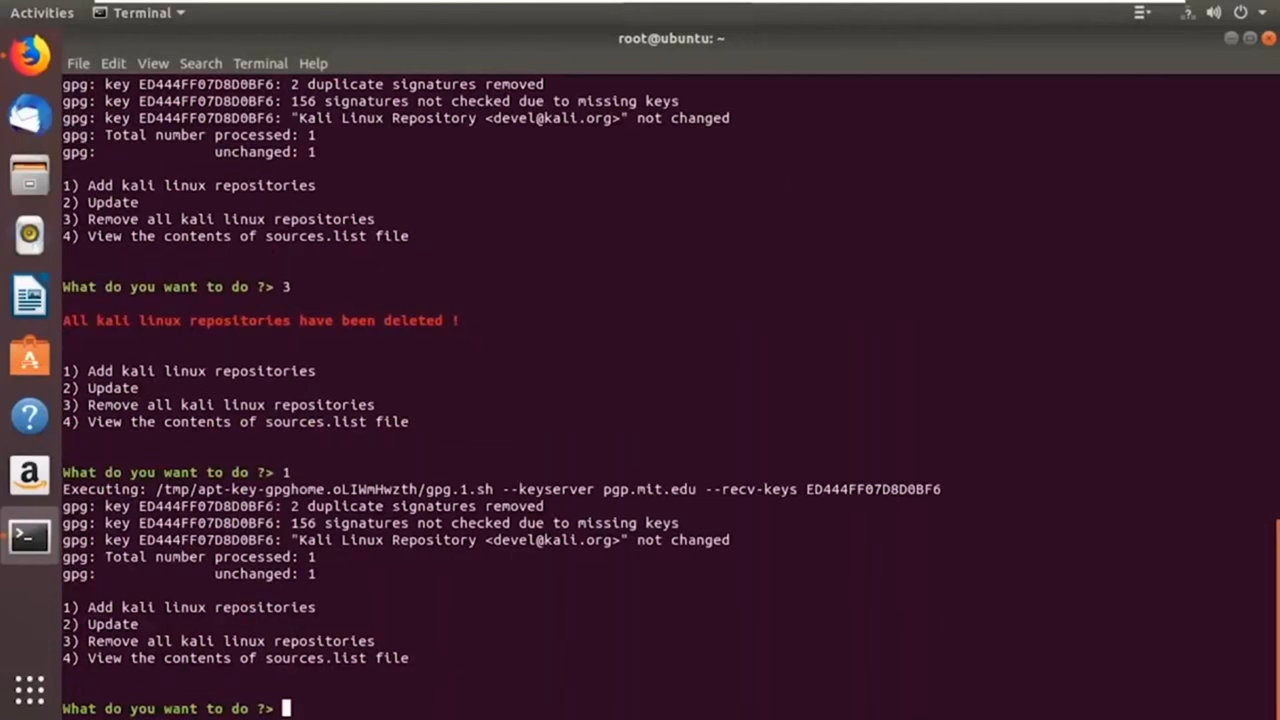 Activities
Terminal
root@ubuntu: ~
File Edit View Search Terminal Help
gpg: key ED444FF07D8D0BF6: 2 duplicate signatures removed
gpg: key ED444FF07D8D0BF6: 156 signatures not checked due to missing keys
gpg: key ED444FF07D8D0BF6: "Kali Linux Repository <devel@kali.org>" not changed
gpg: Total number processed: 1
gpg:              unchanged: 1
1) Add kali linux repositories
2) Update
3) Remove all kali linux repositories
4) View the contents of sources.list file
What do you want to do ?> 3
All kali linux repositories have been deleted !
1) Add kali linux repositories
2) Update
3) Remove all kali linux repositories
4) View the contents of sources.list file
What do you want to do ?> 1
Executing: /tmp/apt-key-gpghome.oLIWmHwzth/gpg.1.sh --keyserver pgp.mit.edu --recv-keys ED444FF07D8D0BF6
gpg: key ED444FF07D8D0BF6: 2 duplicate signatures removed
gpg: key ED444FF07D8D0BF6: 156 signatures not checked due to missing keys
gpg: key ED444FF07D8D0BF6: "Kali Linux Repository <devel@kali.org>" not changed
gpg: Total number processed: 1
gpg:              unchanged: 1
1) Add kali linux repositories
2) Update
3) Remove all kali linux repositories
4) View the contents of sources.list file
What do you want to do ?>